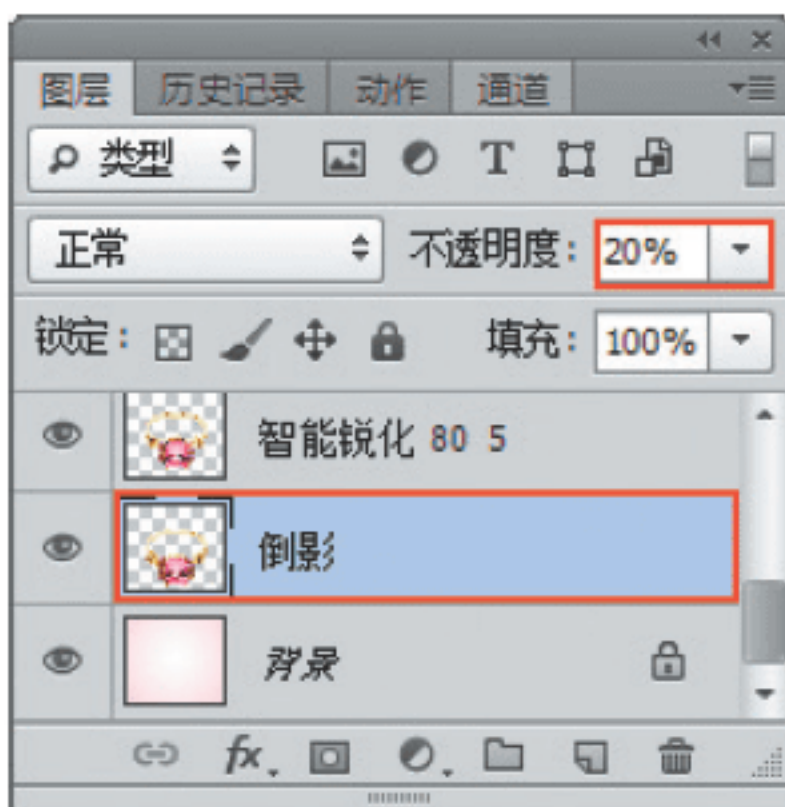 图层 历史记录 动作 通道
类型 T
正常 不透明度: 20%
锁定: 填充: 100%
智能锐化 80 5
倒影
背景
fx